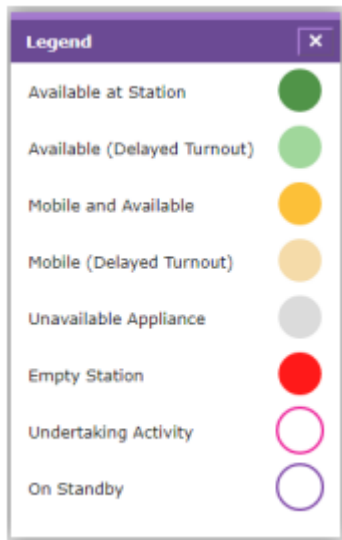 Legend
Available at Station
Available (Delayed Turnout)
Mobile and Available
Mobile (Delayed Turnout)
Unavailable Appliance
Empty Station
Undertaking Activity
On Standby